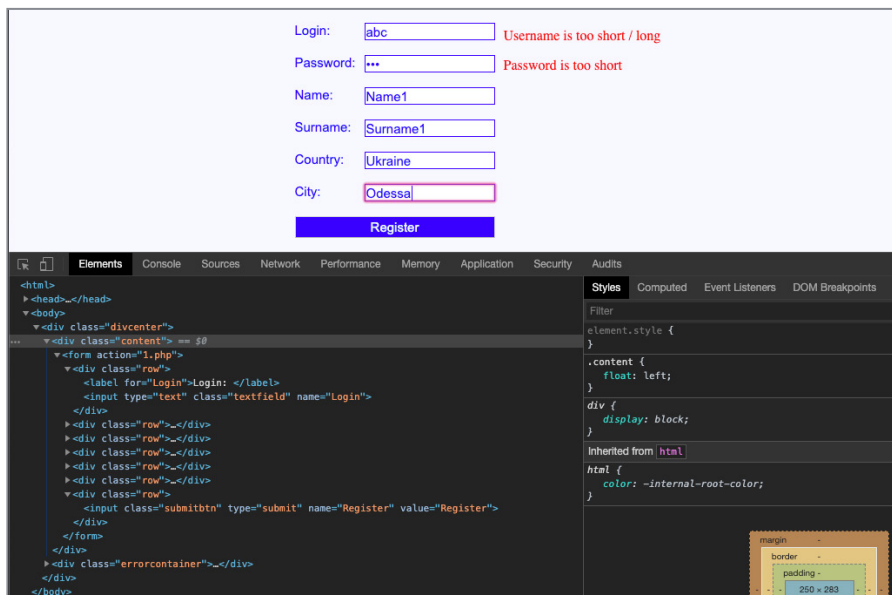 Login: abc Username is too short / long
Password: ••• Password is too short
Name: Name1
Surname: Surname1
Country: Ukraine
City: Odessa
Register
Elements Console Sources Network Performance Memory Application Security Audits
<html>
▶<head>…</head>
▼<body>
▼<div class="divcenter">
… ▼<div class="content"> == $0
▼<form action="1.php">
▼<div class="row">
<label for="Login">Login: </label>
<input type="text" class="textfield" name="Login">
</div>
▶<div class="row">…</div>
▶<div class="row">…</div>
▶<div class="row">…</div>
▶<div class="row">…</div>
▶<div class="row">…</div>
▼<div class="row">
<input class="submitbtn" type="submit" name="Register" value="Register">
</div>
</form>
</div>
▶<div class="errorcontainer">…</div>
</div>
</body>
Styles Computed Event Listeners DOM Breakpoints
Filter
element.style {
}
.content {
float: left;
}
div {
display: block;
}
Inherited from html
html {
color: -internal-root-color;
}
margin -
border -
padding -
- - - 250 × 283 - - -